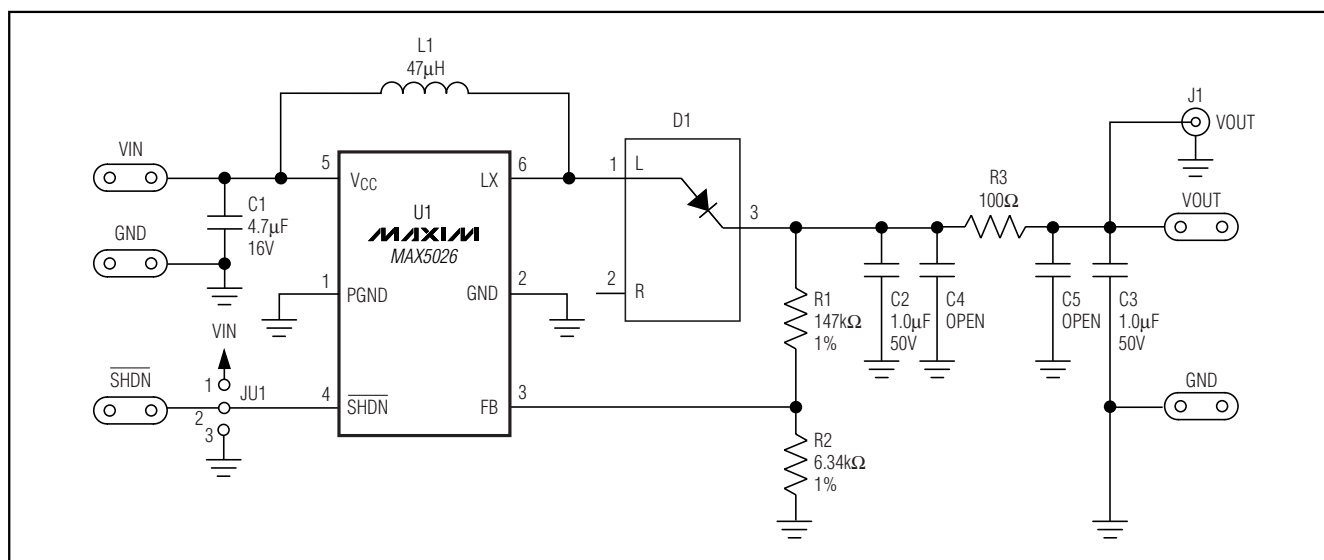 L1
47μH
D1
J1
VOUT
VIN
5
VCC
6
LX
1
L
R3
100Ω
3
VOUT
C1
4.7μF
16V
U1
MAXIM
MAX5026
GND
1
PGND
2
GND
2
R
R1
147kΩ
1%
C2
1.0μF
50V
C4
OPEN
C5
OPEN
C3
1.0μF
50V
VIN
SHDN
1
2
3
JU1
4
SHDN
3
FB
GND
R2
6.34kΩ
1%